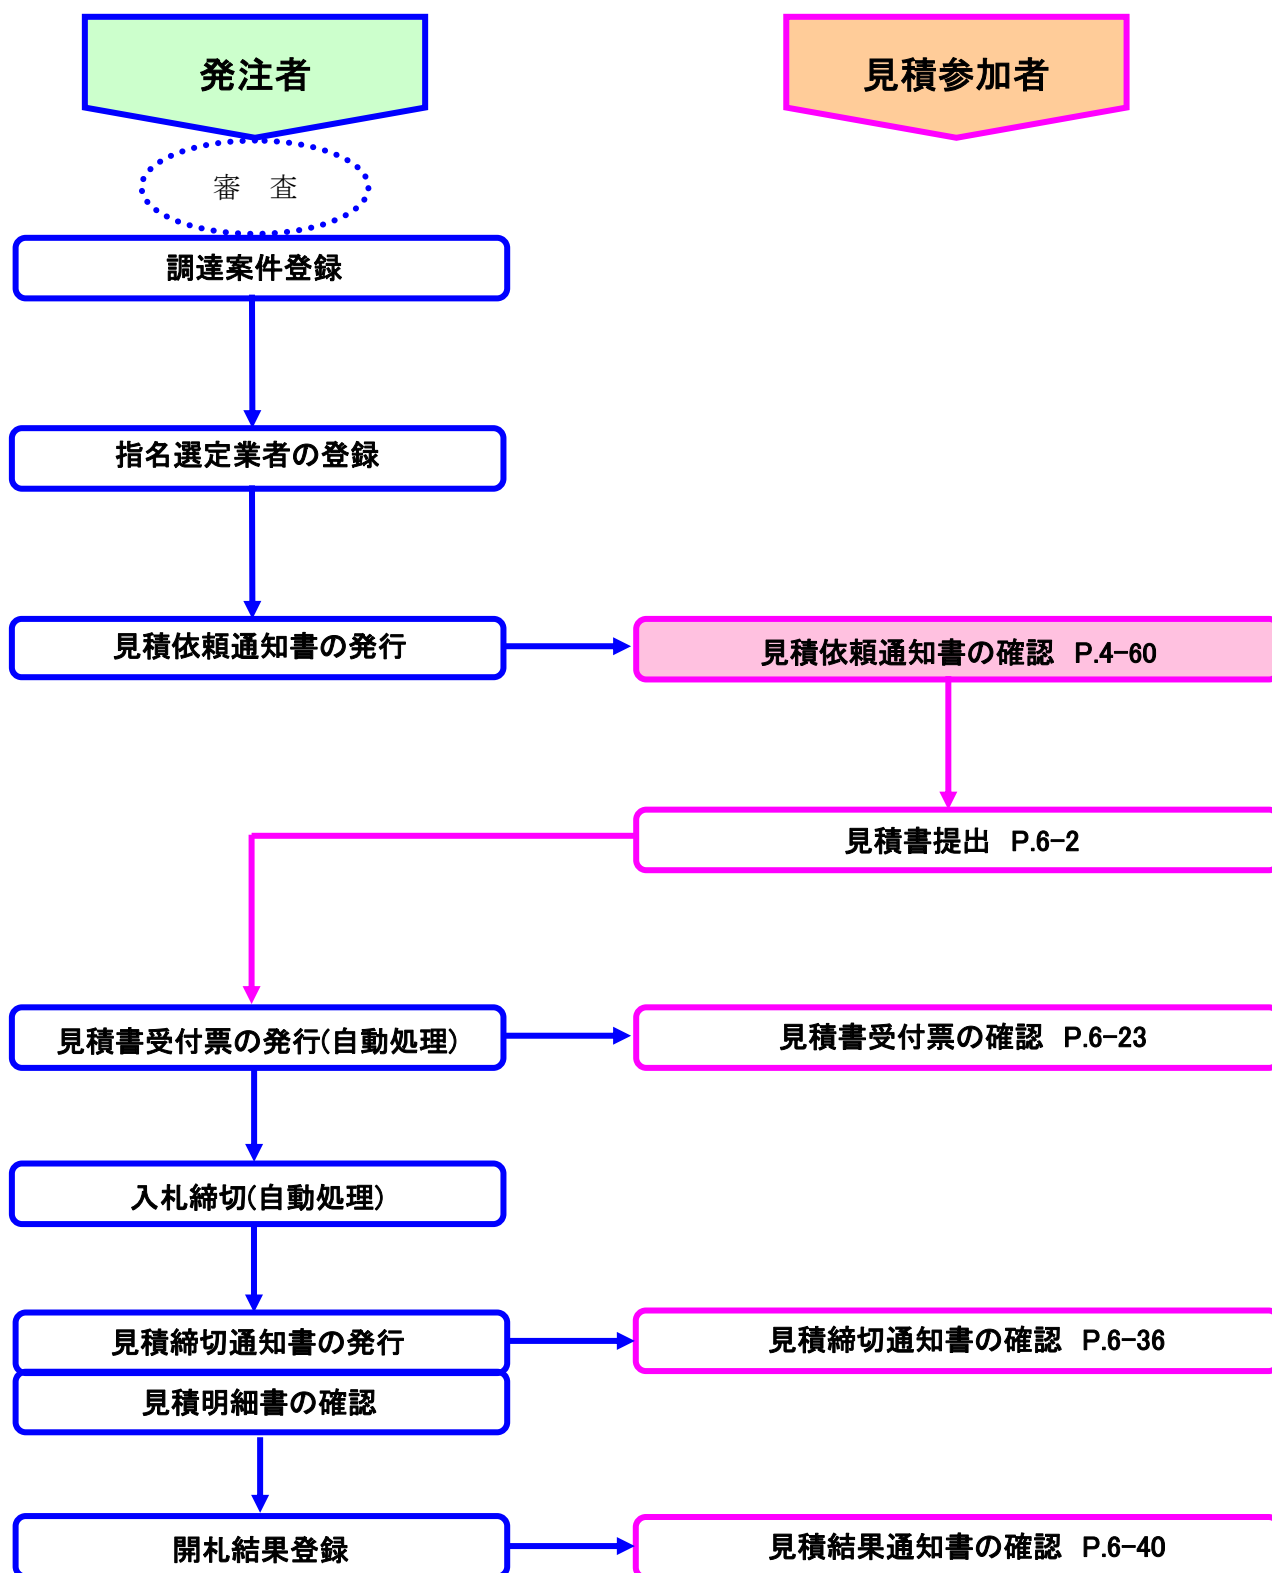 発注者
見積参加者
審　査
調達案件登録
指名選定業者の登録
見積依頼通知書の発行
見積依頼通知書の確認　P.4-60
見積書提出　P.6-2
見積書受付票の発行(自動処理)
見積書受付票の確認　P.6-23
入札締切(自動処理)
見積締切通知書の発行
見積締切通知書の確認　P.6-36
見積明細書の確認
開札結果登録
見積結果通知書の確認　P.6-40